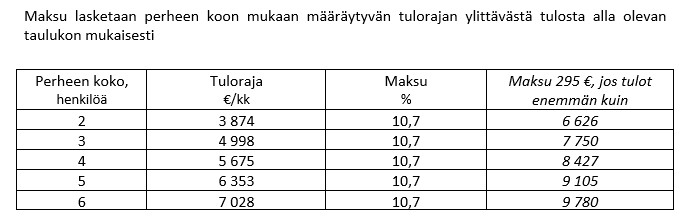 Maksu lasketaan perheen koon mukaan määräytyvän tulorajan ylittävästä tulosta alla olevan
taulukon mukaisesti
Perheen koko, henkilöä Tuloraja €/kk Maksu % Maksu 295 €, jos tulot enemmän kuin
2 3 874 10,7 6 626
3 4 998 10,7 7 750
4 5 675 10,7 8 427
5 6 353 10,7 9 105
6 7 028 10,7 9 780